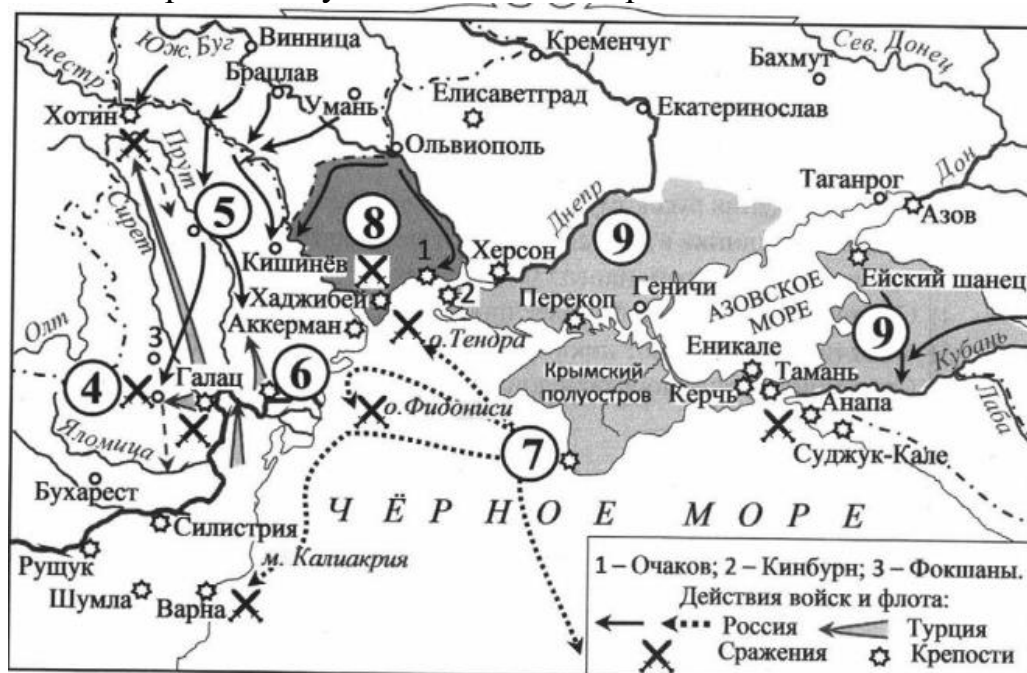 Юж. Буг
Винница
Кременчуг
Бахмут
Сев. Донец
Днестр
Брацлав
Умань
Елисаветград
Екатеринослав
Хотин
Ольвиополь
Прут
Сирет
5
8
Днепр
9
Таганрог
Дон
Азов
1
Херсон
Кишинёв
2
Геничи
Ейский шанец
Хаджибей
Перекоп
АЗОВСКОЕ
МОРЕ
9
Олт
3
Аккерман
о.Тендра
Еникале
Кубань
4
Галац
6
Крымский
полуостров
Керчь
Тамань
Лаба
о.Фидониси
Анапа
Яломица
7
Суджук-Кале
Бухарест
Силистрия
ЧЁРНОЕ МОРЕ
Рущук
м. Калиакрия
Шумла
Варна
1 – Очаков; 2 – Кинбурн; 3 – Фокшаны.
Действия войск и флота:
Россия Турция
Сражения Крепости